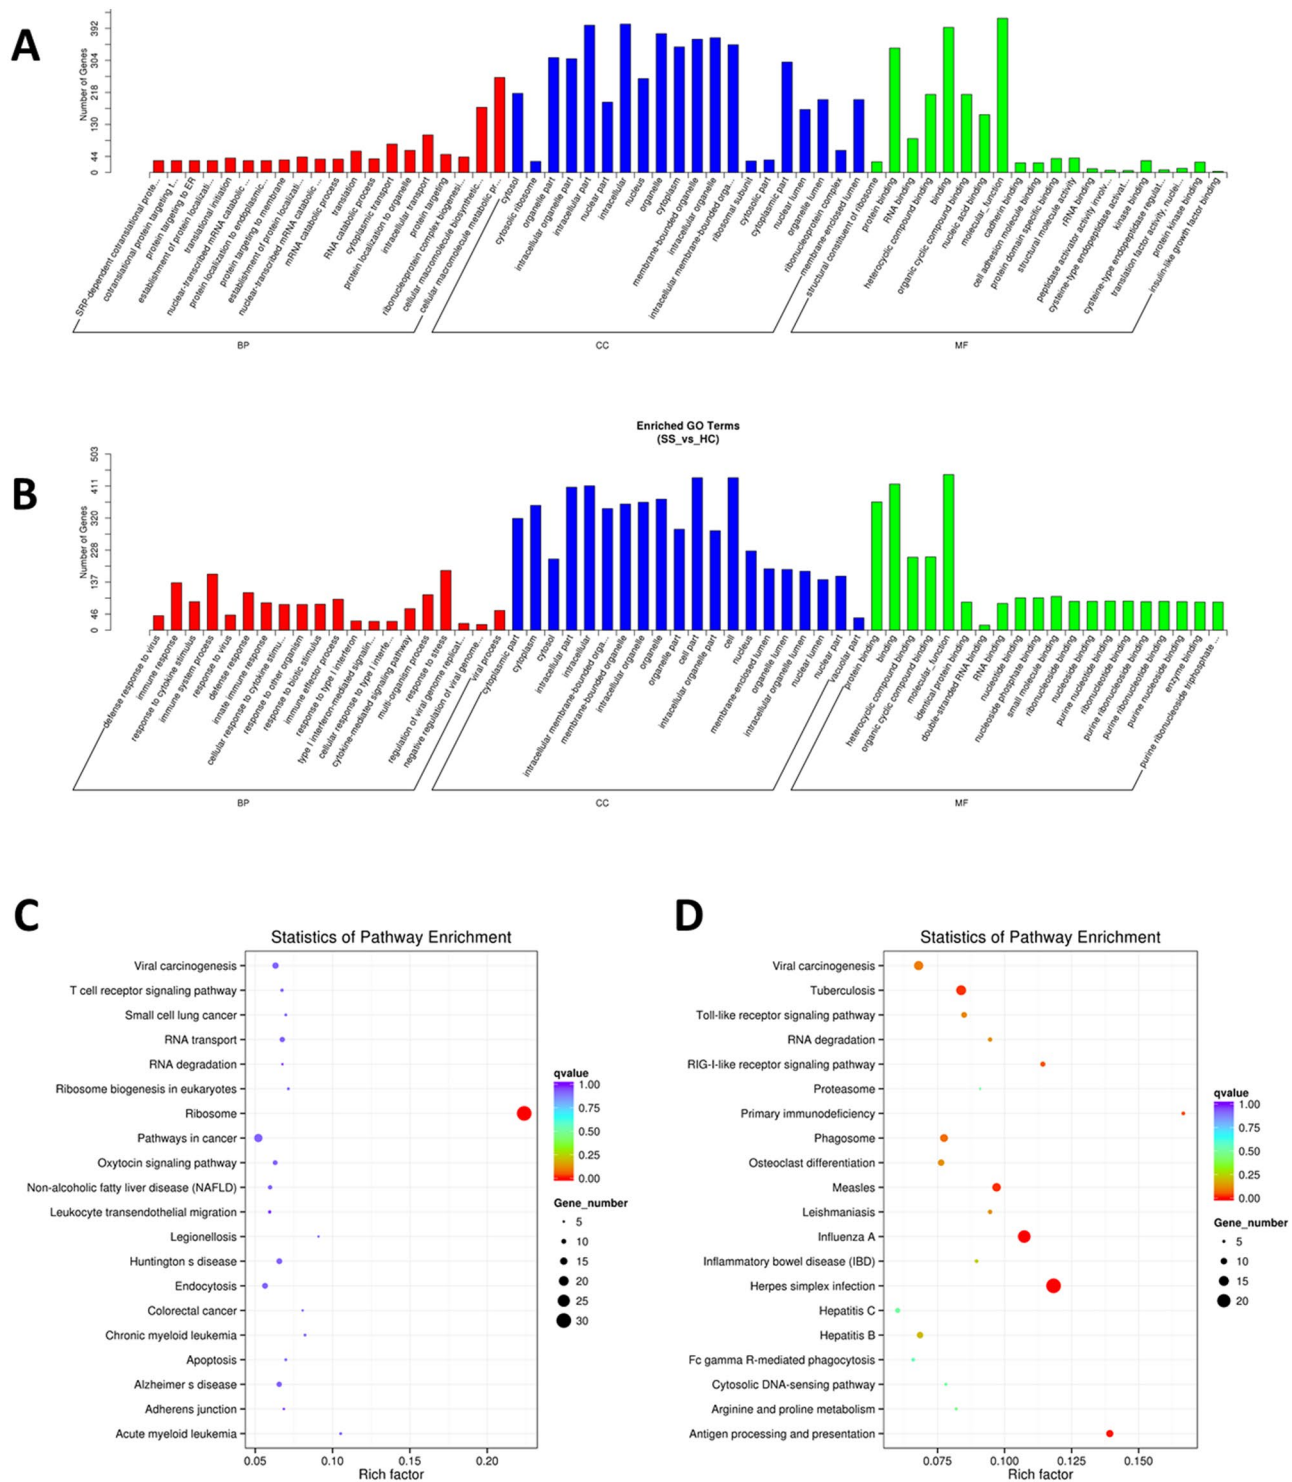 A
Number of Genes
392
304
218
130
44
0
SRP-dependent cotranslational prote...
cotranslational protein targeting t...
protein targeting to ER
establishment of protein localizati...
translational initiation
nuclear-transcribed mRNA catabolic ...
protein localization to endoplasmic...
protein targeting to membrane
establishment of protein localizati...
nuclear-transcribed mRNA catabolic ...
mRNA catabolic process
translation
RNA catabolic process
cytoplasmic transport
protein localization to organelle
intracellular transport
protein targeting
ribonucleoprotein complex biogenesi...
cellular macromolecule biosynthetic...
cellular macromolecule metabolic pr...
cytosol
cytosolic ribosome
organelle part
intracellular organelle part
intracellular part
nuclear part
intracellular
nucleus
organelle
cytoplasm
membrane-bounded organelle
intracellular organelle
intracellular membrane-bounded orga...
ribosomal subunit
cytosolic part
cytoplasmic part
nuclear lumen
organelle lumen
ribonucleoprotein complex
membrane-enclosed lumen
structural constituent of ribosome
protein binding
RNA binding
heterocyclic compound binding
binding
organic cyclic compound binding
nucleic acid binding
molecular_function
cadherin binding
cell adhesion molecule binding
protein domain specific binding
structural molecule activity
rRNA binding
peptidase activator activity involv...
cysteine-type endopeptidase activat...
kinase binding
cysteine-type endopeptidase regulat...
translation factor activity, nuclei...
protein kinase binding
insulin-like growth factor binding
BP
CC
MF
B
Enriched GO Terms
(SS_vs_HC)
Number of Genes
503
411
320
228
137
46
0
defense response to virus
immune response
response to cytokine stimulus
immune system process
response to virus
defense response
innate immune response
cellular response to cytokine stimu...
response to other organism
response to biotic stimulus
immune effector process
response to type I interferon
type I interferon-mediated signalin...
cellular response to type I interfe...
cytokine-mediated signaling pathway
multi-organism process
response to stress
regulation of viral genome replicat...
negative regulation of viral genome...
viral process
cytoplasmic part
cytoplasm
cytosol
intracellular part
intracellular
intracellular membrane-bounded orga...
membrane-bounded organelle
intracellular organelle
organelle
organelle part
cell part
intracellular organelle part
cell
nucleus
membrane-enclosed lumen
organelle lumen
intracellular organelle lumen
nuclear lumen
nuclear part
vacuolar part
protein binding
binding
heterocyclic compound binding
organic cyclic compound binding
molecular_function
identical protein binding
double-stranded RNA binding
RNA binding
nucleotide binding
nucleoside phosphate binding
small molecule binding
ribonucleotide binding
nucleoside binding
purine nucleotide binding
ribonucleoside binding
purine ribonucleotide binding
purine ribonucleoside binding
purine nucleoside binding
enzyme binding
purine ribonucleoside triphosphate ...
BP
CC
MF
C
Statistics of Pathway Enrichment
Viral carcinogenesis
T cell receptor signaling pathway
Small cell lung cancer
RNA transport
RNA degradation
Ribosome biogenesis in eukaryotes
Ribosome
Pathways in cancer
Oxytocin signaling pathway
Non-alcoholic fatty liver disease (NAFLD)
Leukocyte transendothelial migration
Legionellosis
Huntington s disease
Endocytosis
Colorectal cancer
Chronic myeloid leukemia
Apoptosis
Alzheimer s disease
Adherens junction
Acute myeloid leukemia
0.05 0.10 0.15 0.20
Rich factor
qvalue
1.00
0.75
0.50
0.25
0.00
Gene_number
5
10
15
20
25
30
D
Statistics of Pathway Enrichment
Viral carcinogenesis
Tuberculosis
Toll-like receptor signaling pathway
RNA degradation
RIG-I-like receptor signaling pathway
Proteasome
Primary immunodeficiency
Phagosome
Osteoclast differentiation
Measles
Leishmaniasis
Influenza A
Inflammatory bowel disease (IBD)
Herpes simplex infection
Hepatitis C
Hepatitis B
Fc gamma R-mediated phagocytosis
Cytosolic DNA-sensing pathway
Arginine and proline metabolism
Antigen processing and presentation
0.075 0.100 0.125 0.150
Rich factor
qvalue
1.00
0.75
0.50
0.25
0.00
Gene_number
5
10
15
20